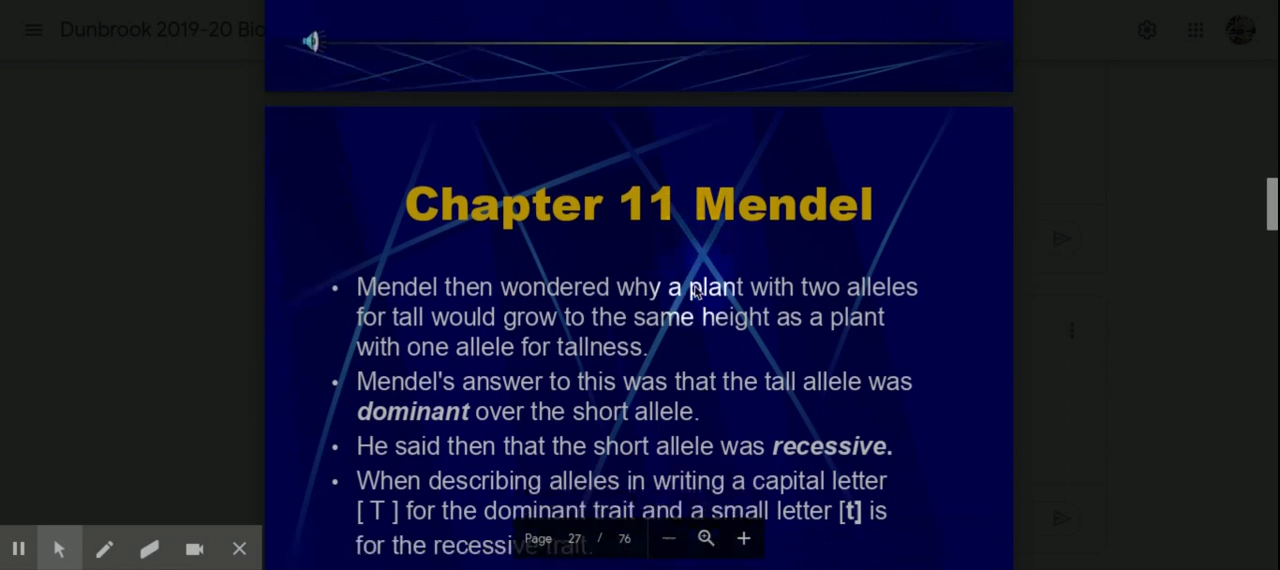 Dunbrook 2019-20 Bio
Chapter 11 Mendel
• Mendel then wondered why a plant with two alleles
for tall would grow to the same height as a plant
with one allele for tallness.
• Mendel's answer to this was that the tall allele was
dominant over the short allele.
• He said then that the short allele was recessive.
• When describing alleles in writing a capital letter
[ T ] for the dominant trait and a small letter [t] is
for the recessive trait.
Page 27 / 76